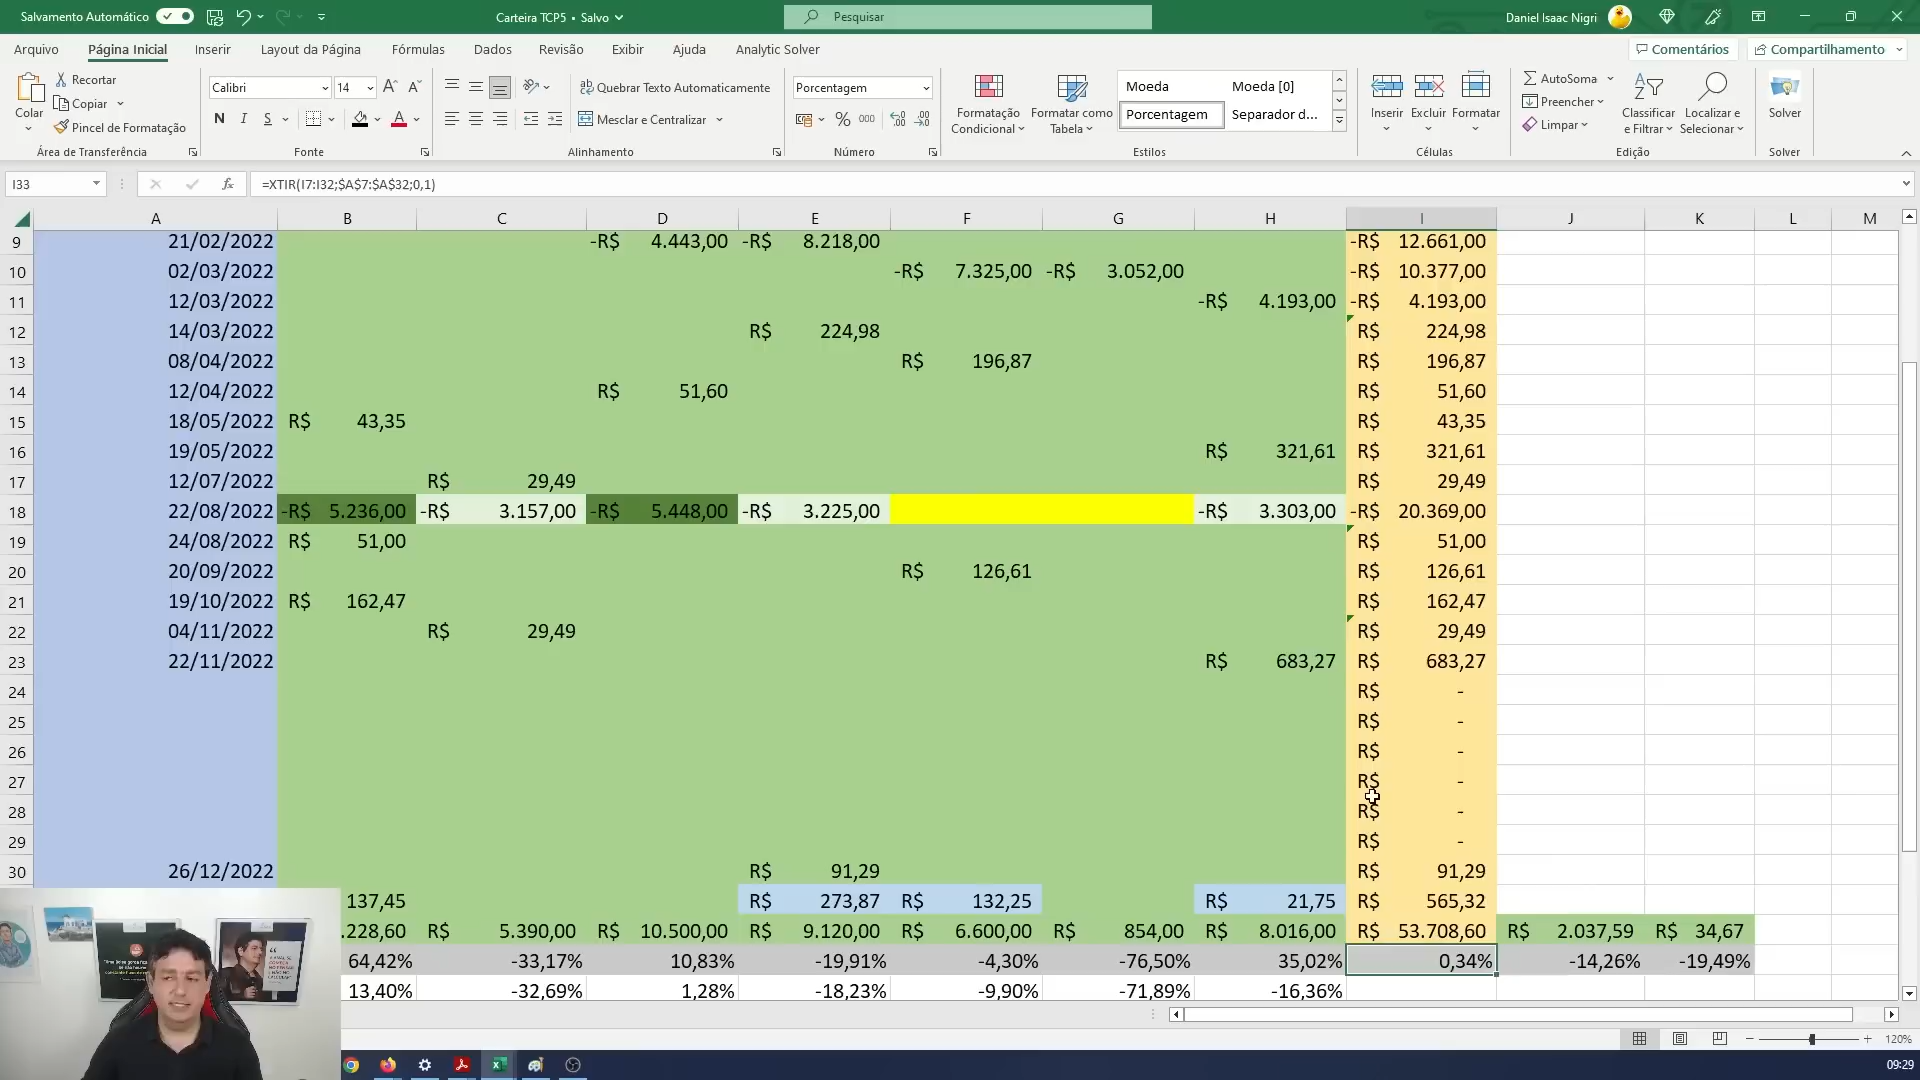 Salvamento Automático
Carteira TCP5 • Salvo
Pesquisar
Daniel Isaac Nigri
Arquivo Página Inicial Inserir Layout da Página Fórmulas Dados Revisão Exibir Ajuda Analytic Solver
Comentários Compartilhamento
Colar
Recortar
Copiar
Pincel de Formatação
Área de Transferência
Calibri 14
N I S
Fonte
Quebrar Texto Automaticamente
Mesclar e Centralizar
Alinhamento
Porcentagem
% 000
Número
Formatação Condicional
Formatar como Tabela
Moeda Moeda [0]
Porcentagem Separador d...
Estilos
Inserir Excluir Formatar
Células
AutoSoma
Preencher
Limpar
Classificar e Filtrar
Localizar e Selecionar
Edição
Solver
Solver
I33 fx =XTIR(I7:I32;$A$7:$A$32;0,1)
A B C D E F G H I J K L M
9 21/02/2022 -R$ 4.443,00 -R$ 8.218,00 -R$ 12.661,00
10 02/03/2022 -R$ 7.325,00 -R$ 3.052,00 -R$ 10.377,00
11 12/03/2022 -R$ 4.193,00 -R$ 4.193,00
12 14/03/2022 R$ 224,98 R$ 224,98
13 08/04/2022 R$ 196,87 R$ 196,87
14 12/04/2022 R$ 51,60 R$ 51,60
15 18/05/2022 R$ 43,35 R$ 43,35
16 19/05/2022 R$ 321,61 R$ 321,61
17 12/07/2022 R$ 29,49 R$ 29,49
18 22/08/2022 -R$ 5.236,00 -R$ 3.157,00 -R$ 5.448,00 -R$ 3.225,00 -R$ 3.303,00 -R$ 20.369,00
19 24/08/2022 R$ 51,00 R$ 51,00
20 20/09/2022 R$ 126,61 R$ 126,61
21 19/10/2022 R$ 162,47 R$ 162,47
22 04/11/2022 R$ 29,49 R$ 29,49
23 22/11/2022 R$ 683,27 R$ 683,27
24 R$ -
25 R$ -
26 R$ -
27 R$ -
28 R$ -
29 R$ -
30 26/12/2022 R$ 91,29 R$ 91,29
137,45 R$ 273,87 R$ 132,25 R$ 21,75 R$ 565,32
.228,60 R$ 5.390,00 R$ 10.500,00 R$ 9.120,00 R$ 6.600,00 R$ 854,00 R$ 8.016,00 R$ 53.708,60 R$ 2.037,59 R$ 34,67
64,42% -33,17% 10,83% -19,91% -4,30% -76,50% 35,02% 0,34% -14,26% -19,49%
13,40% -32,69% 1,28% -18,23% -9,90% -71,89% -16,36%
120%
09:29